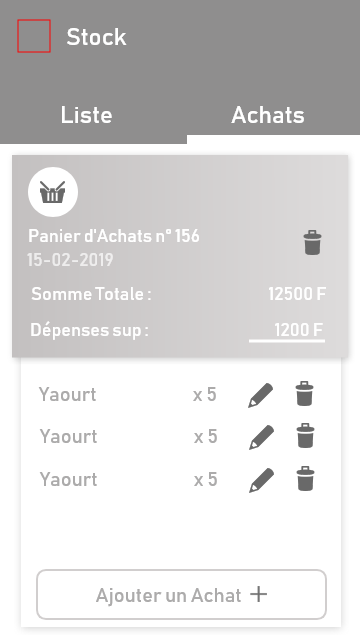 Stock
Liste Achats
Panier d'Achats n° 156
15-02-2019
Somme Totale : 12500 F
Dépenses sup : 1200 F
Yaourt x 5
Yaourt x 5
Yaourt x 5
Ajouter un Achat +